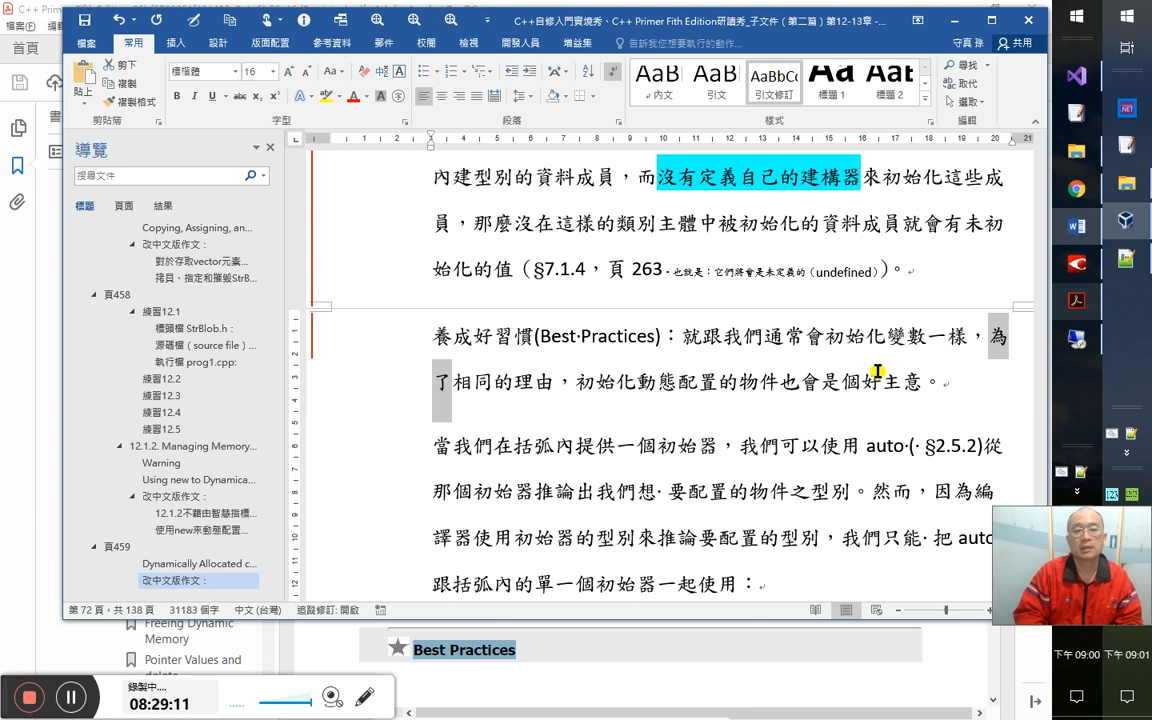 C++自修入門實境秀、C++ Primer Fith Edition研讀秀_子文件（第二篇）第12-13章 -...
檔案
常用
插入
設計
版面配置
參考資料
郵件
校閱
檢視
開發人員
增益集
告訴我您想要執行的動作...
守真 孫
共用
首頁
貼上
剪下
複製
複製格式
剪貼簿
標楷體
16
字型
段落
AaBbC
內文
AaBbC
引文
AaBbCc
引文修訂
標題 1
標題 2
樣式
尋找
取代
選取
編輯
導覽
搜尋文件
標題
頁面
結果
Copying, Assigning, an...
改中文版作文：
對於存取vector元素...
拷貝、指定和摧毀StrB...
頁458
練習12.1
標頭檔 StrBlob.h：
源碼檔（source file）...
執行檔 prog1.cpp:
練習12.2
練習12.3
練習12.4
練習12.5
12.1.2. Managing Memory...
Warning
Using new to Dynamica...
改中文版作文：
12.1.2不藉由智慧指標...
使用new來動態配置...
頁459
Dynamically Allocated c...
改中文版作文：
內建型別的資料成員，而沒有定義自己的建構器來初始化這些成
員，那麼沒在這樣的類別主體中被初始化的資料成員就會有未初
始化的值（§7.1.4，頁 263·也就是：它們將會是未定義的（undefined））。
養成好習慣(Best·Practices)：就跟我們通常會初始化變數一樣，為
了相同的理由，初始化動態配置的物件也會是個好主意。
當我們在括弧內提供一個初始器，我們可以使用 auto·(· §2.5.2)從
那個初始器推論出我們想· 要配置的物件之型別。然而，因為編
譯器使用初始器的型別來推論要配置的型別，我們只能· 把 auto
跟括弧內的單一個初始器一起使用：
第 72 頁，共 138 頁
31183 個字
中文 (台灣)
追蹤修訂: 開啟
Freeing Dynamic
Memory
Pointer Values and
Best Practices
錄製中....
08:29:11
下午 09:00
下午 09:01